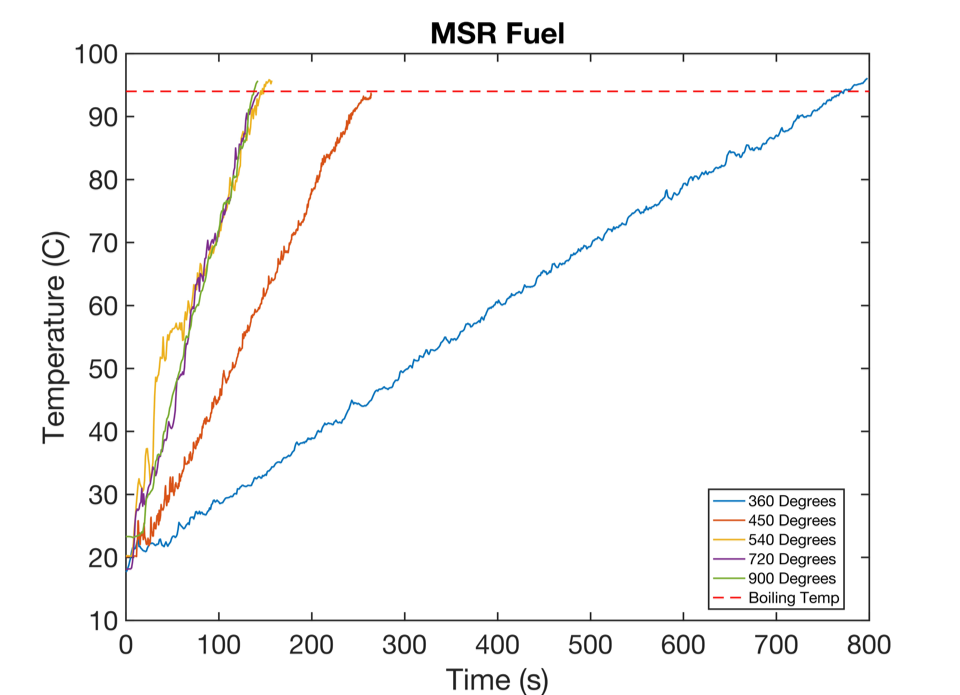 MSR Fuel
100
90
80
70
60
50
40
30
20
10
Temperature (C)
0 100 200 300 400 500 600 700 800
Time (s)
360 Degrees
450 Degrees
540 Degrees
720 Degrees
900 Degrees
Boiling Temp